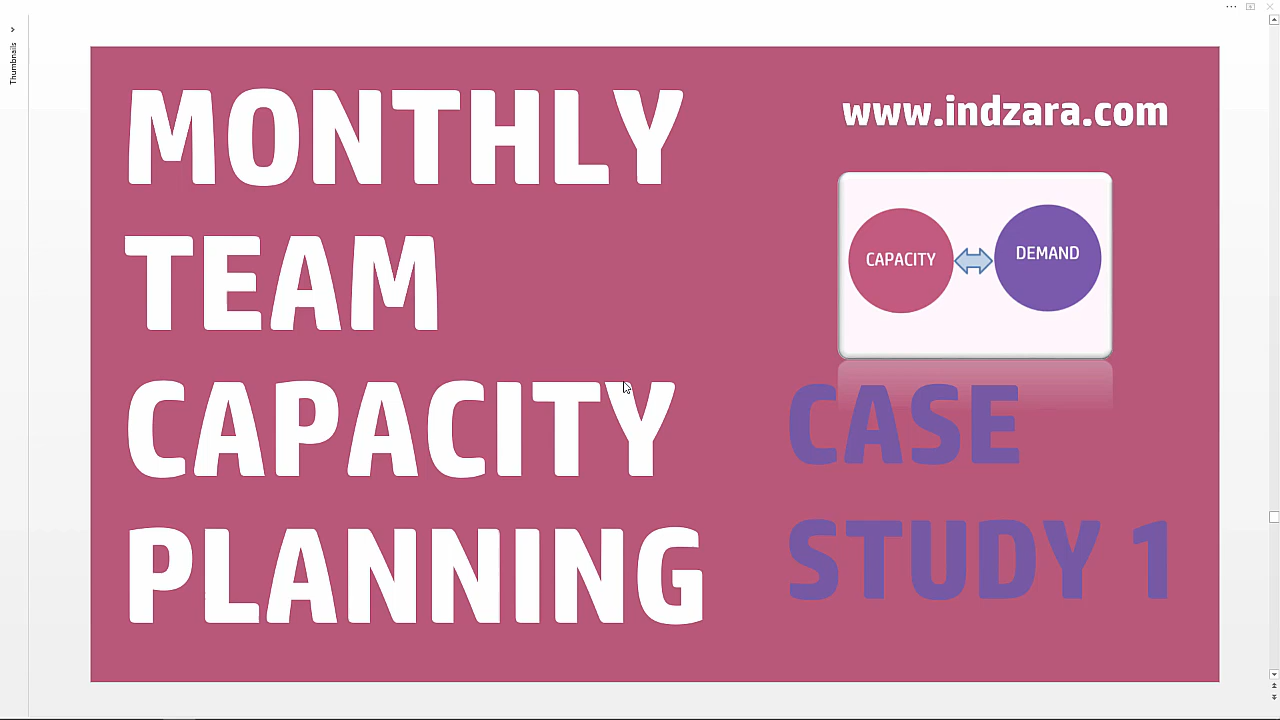 Thumbnails
MONTHLY
TEAM
CAPACITY
PLANNING
www.indzara.com
CAPACITY
DEMAND
CASE
STUDY 1